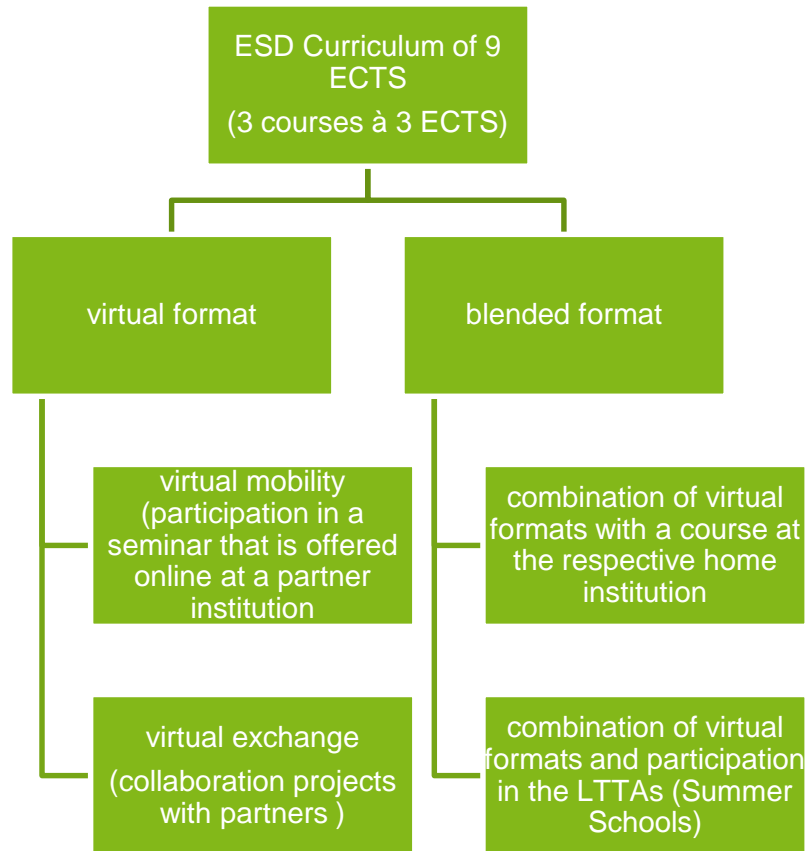 ESD Curriculum of 9
ECTS
(3 courses à 3 ECTS)
virtual format
blended format
virtual mobility
(participation in a
seminar that is offered
online at a partner
institution
combination of virtual
formats with a course at
the respective home
institution
virtual exchange
(collaboration projects
with partners )
combination of virtual
formats and participation
in the LTTAs (Summer
Schools)